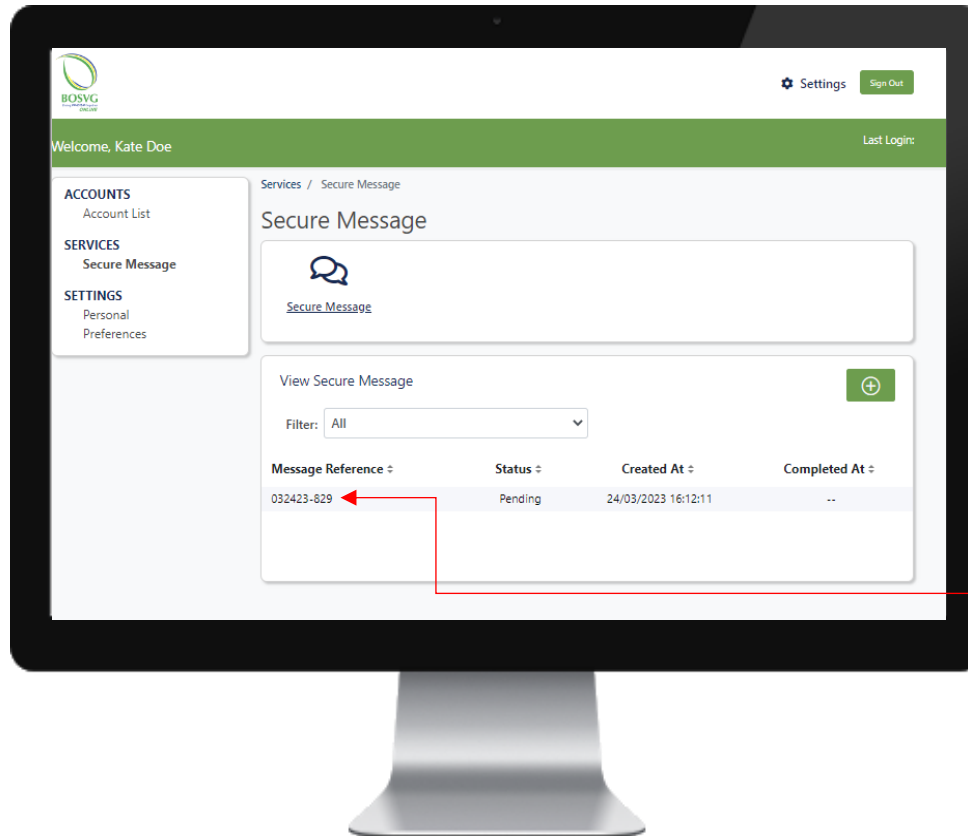 BOSVG
ONLINE
Settings
Sign Out
Welcome, Kate Doe
Last Login:
ACCOUNTS
Account List
SERVICES
Secure Message
SETTINGS
Personal
Preferences
Services / Secure Message
Secure Message
Secure Message
View Secure Message
Filter: All
Message Reference Status Created At Completed At
032423-829 Pending 24/03/2023 16:12:11 --